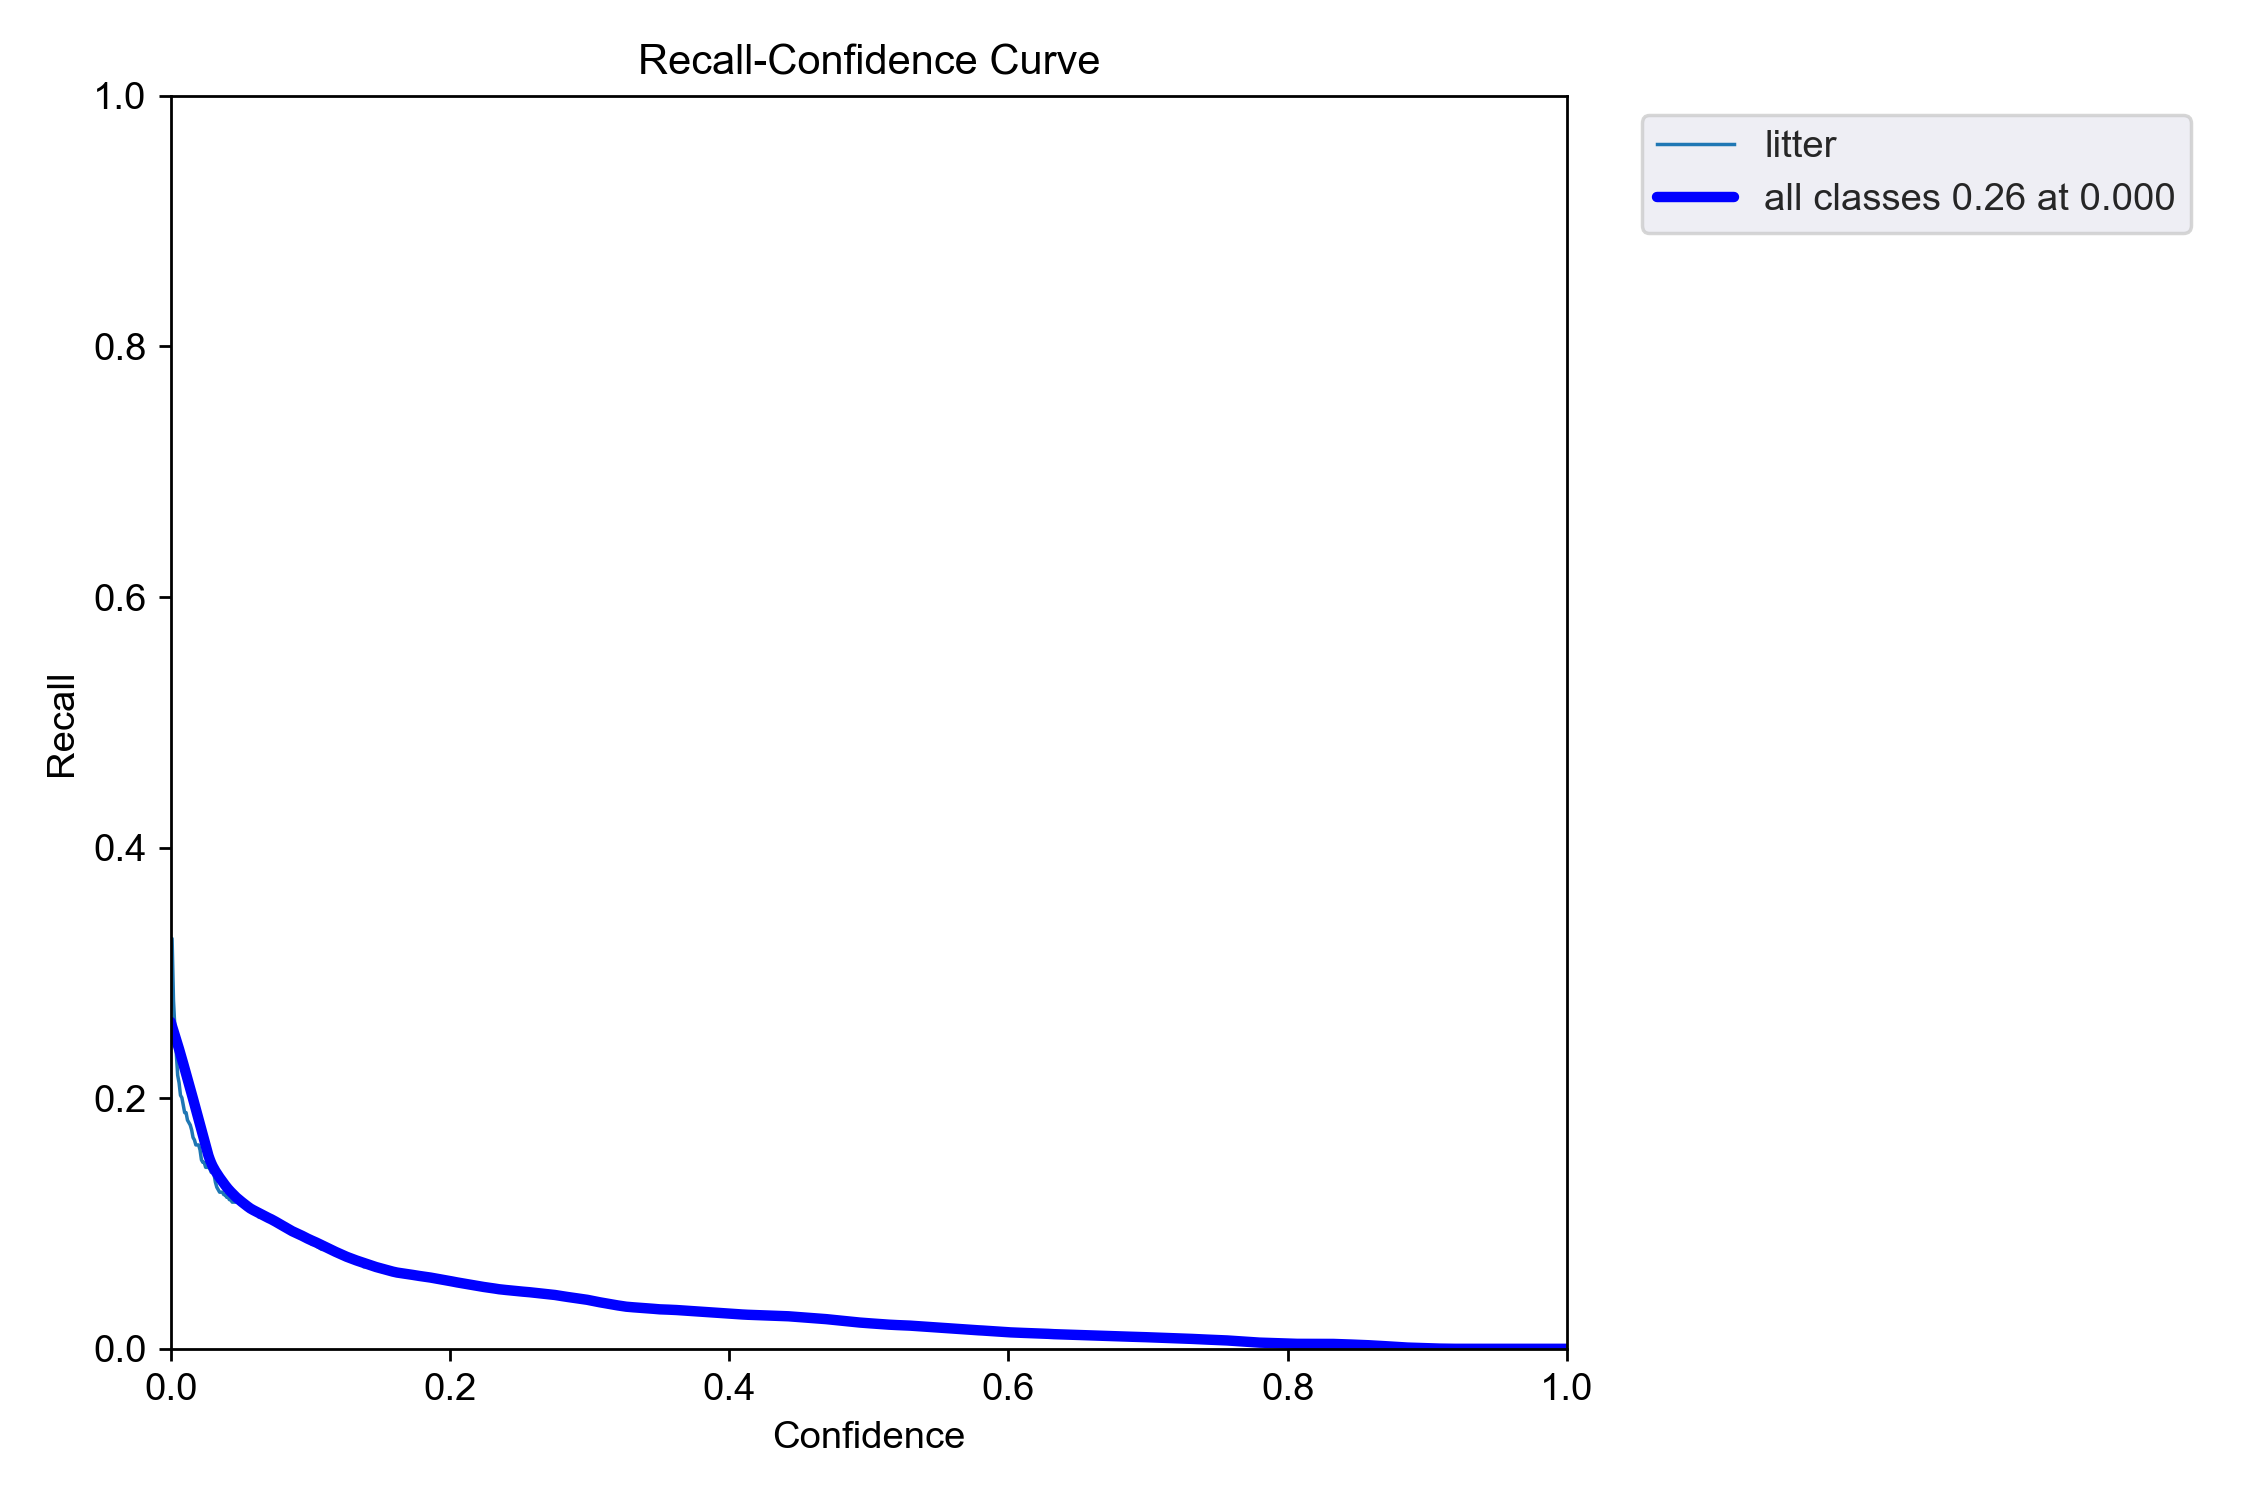 Recall-Confidence Curve
1.0
0.8
0.6
0.4
0.2
0.0
Recall
0.0 0.2 0.4 0.6 0.8 1.0
Confidence
litter
all classes 0.26 at 0.000